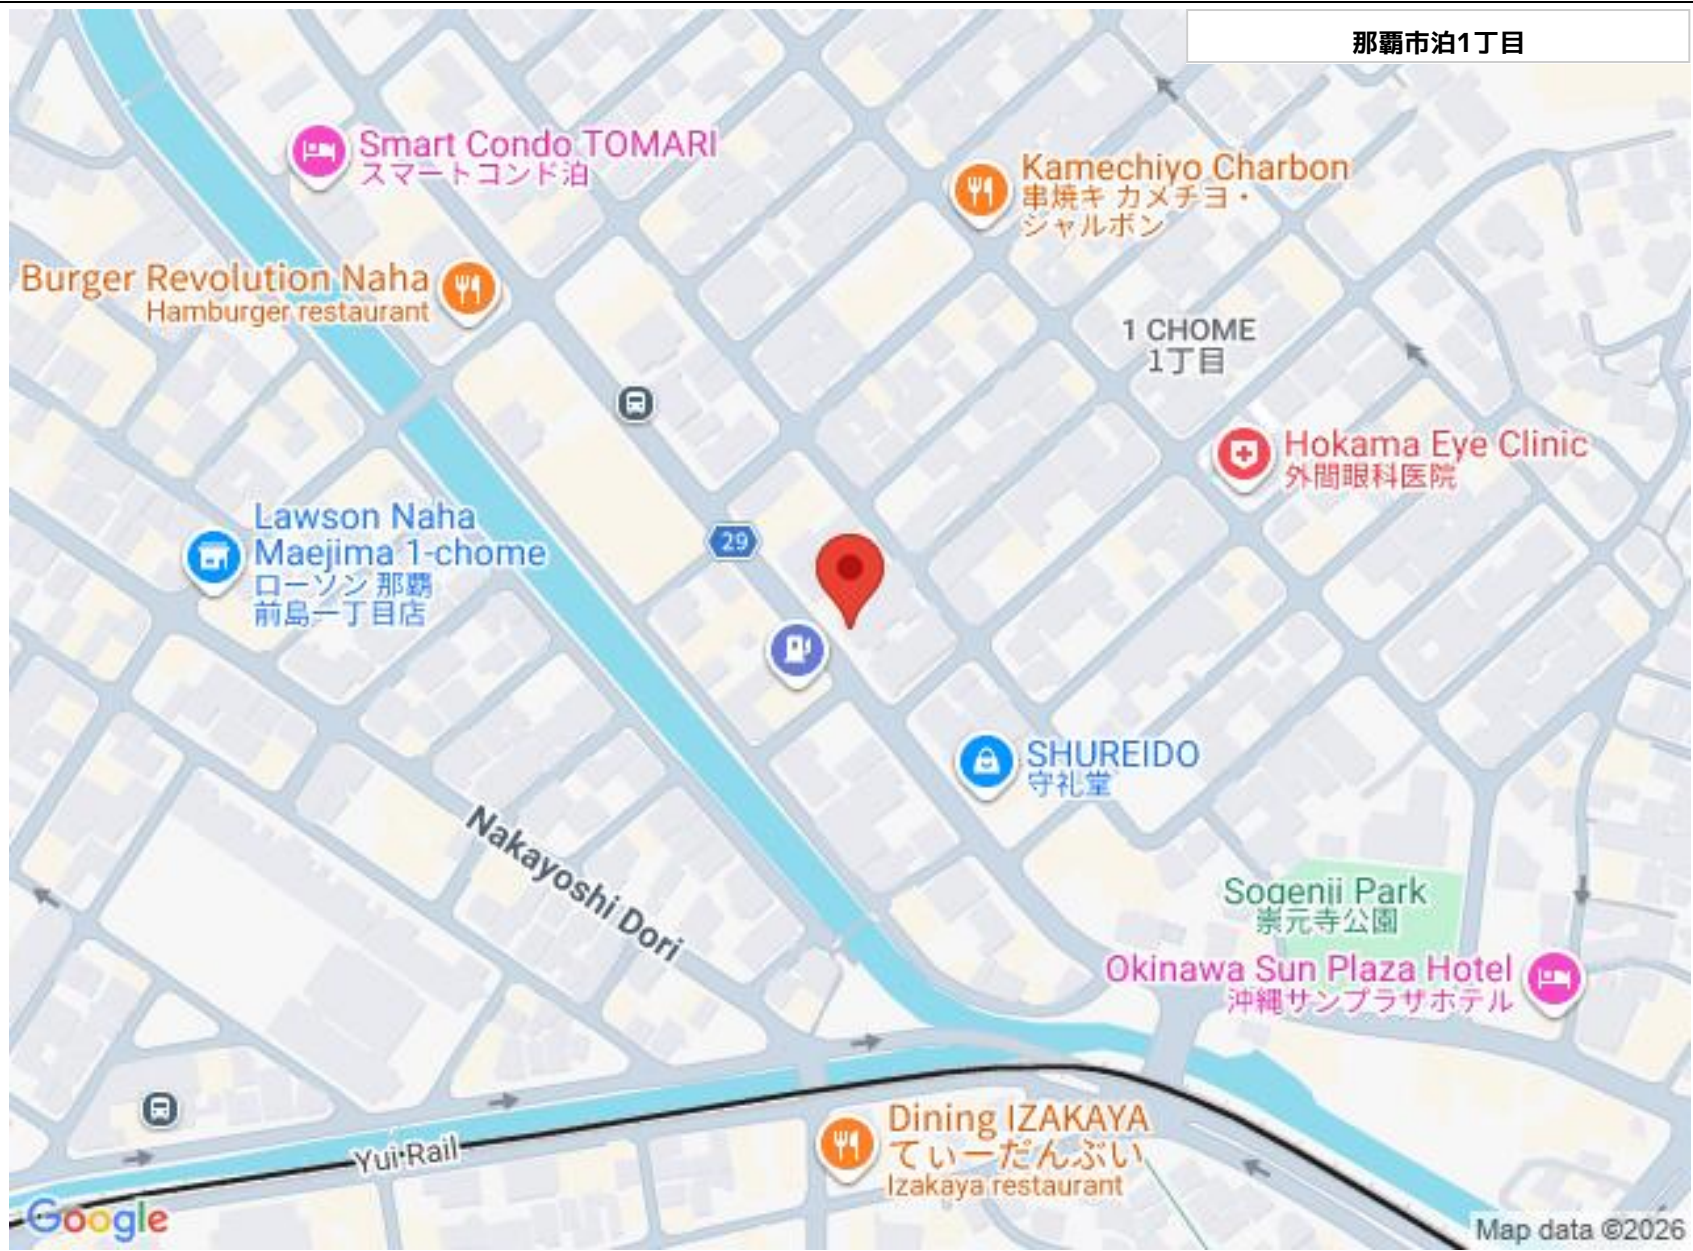 那覇市泊1丁目
Smart Condo TOMARI
スマートコンド泊
Kamechiyo Charbon
串焼キ カメチヨ・
シャルボン
Burger Revolution Naha
Hamburger restaurant
1 CHOME
1丁目
Hokama Eye Clinic
外間眼科医院
Lawson Naha
Maejima 1-chome
ローソン 那覇
前島一丁目店
29
SHUREIDO
守礼堂
Nakayoshi Dori
Sogenji Park
崇元寺公園
Okinawa Sun Plaza Hotel
沖縄サンプラザホテル
Dining IZAKAYA
てぃーだんぶい
Izakaya restaurant
Yui Rail
Google
Map data ©2026